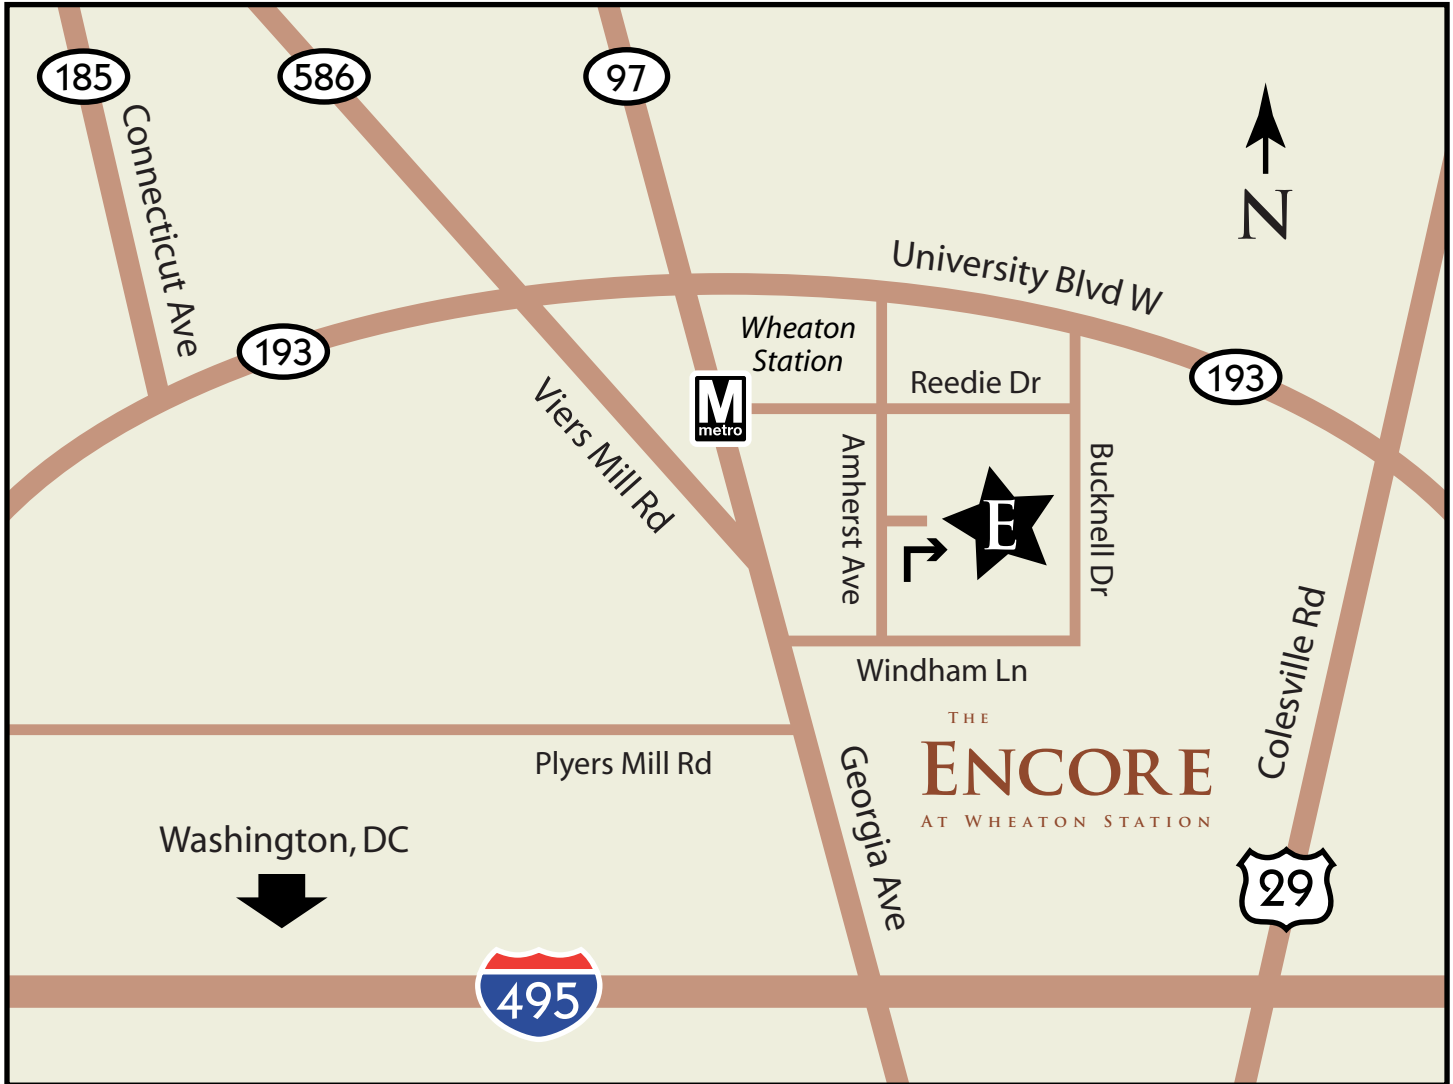 185
586
97
Connecticut Ave
N
University Blvd W
193
Wheaton
Station
193
Reedie Dr
M
metro
Viers Mill Rd
Amherst Ave
Bucknell Dr
E
Colesville Rd
Windham Ln
THE
ENCORE
AT WHEATON STATION
Plyers Mill Rd
Georgia Ave
Washington, DC
29
495